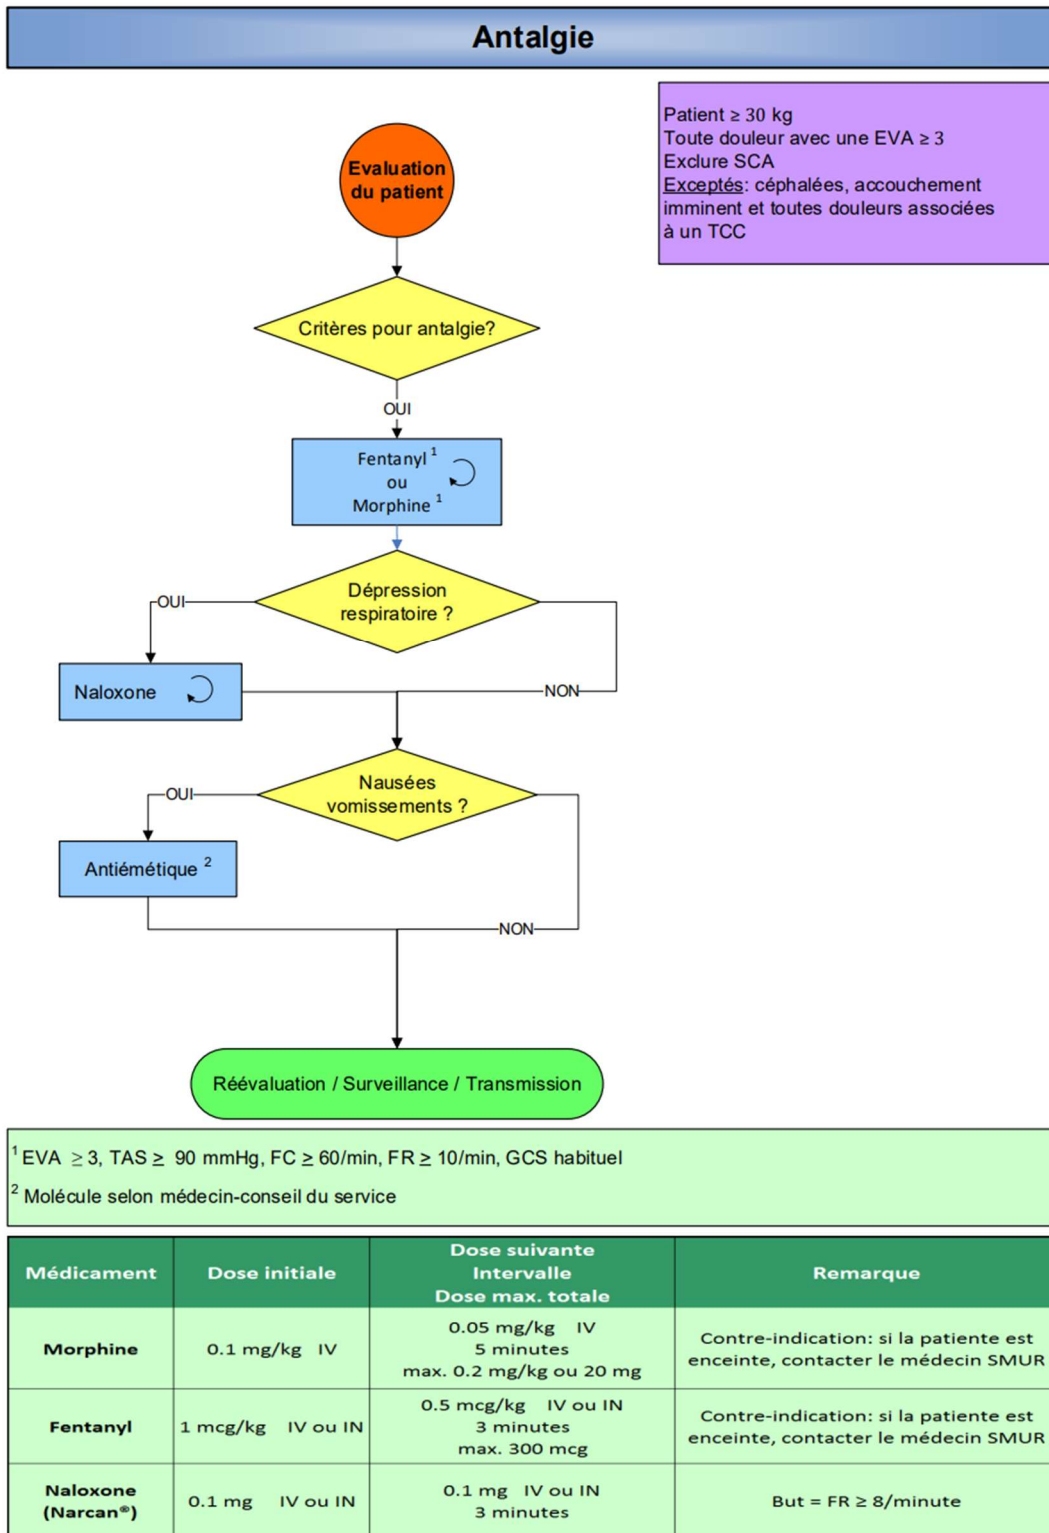 Antalgie
Patient ≥ 30 kg
Toute douleur avec une EVA ≥ 3
Exclure SCA
Exceptés: céphalées, accouchement
imminent et toutes douleurs associées
à un TCC
Evaluation
du patient
Critères pour antalgie?
OUI
Fentanyl ¹
ou
Morphine ¹
Dépression
respiratoire ?
OUI
Naloxone
NON
Nausées
vomissements ?
OUI
Antiémétique ²
NON
Réévaluation / Surveillance / Transmission
¹ EVA ≥ 3, TAS ≥ 90 mmHg, FC ≥ 60/min, FR ≥ 10/min, GCS habituel
² Molécule selon médecin-conseil du service
Médicament
Dose initiale
Dose suivante
Intervalle
Dose max. totale
Remarque
Morphine
0.1 mg/kg IV
0.05 mg/kg IV
5 minutes
max. 0.2 mg/kg ou 20 mg
Contre-indication: si la patiente est
enceinte, contacter le médecin SMUR
Fentanyl
1 mcg/kg IV ou IN
0.5 mcg/kg IV ou IN
3 minutes
max. 300 mcg
Contre-indication: si la patiente est
enceinte, contacter le médecin SMUR
Naloxone
(Narcan®)
0.1 mg IV ou IN
0.1 mg IV ou IN
3 minutes
But = FR ≥ 8/minute